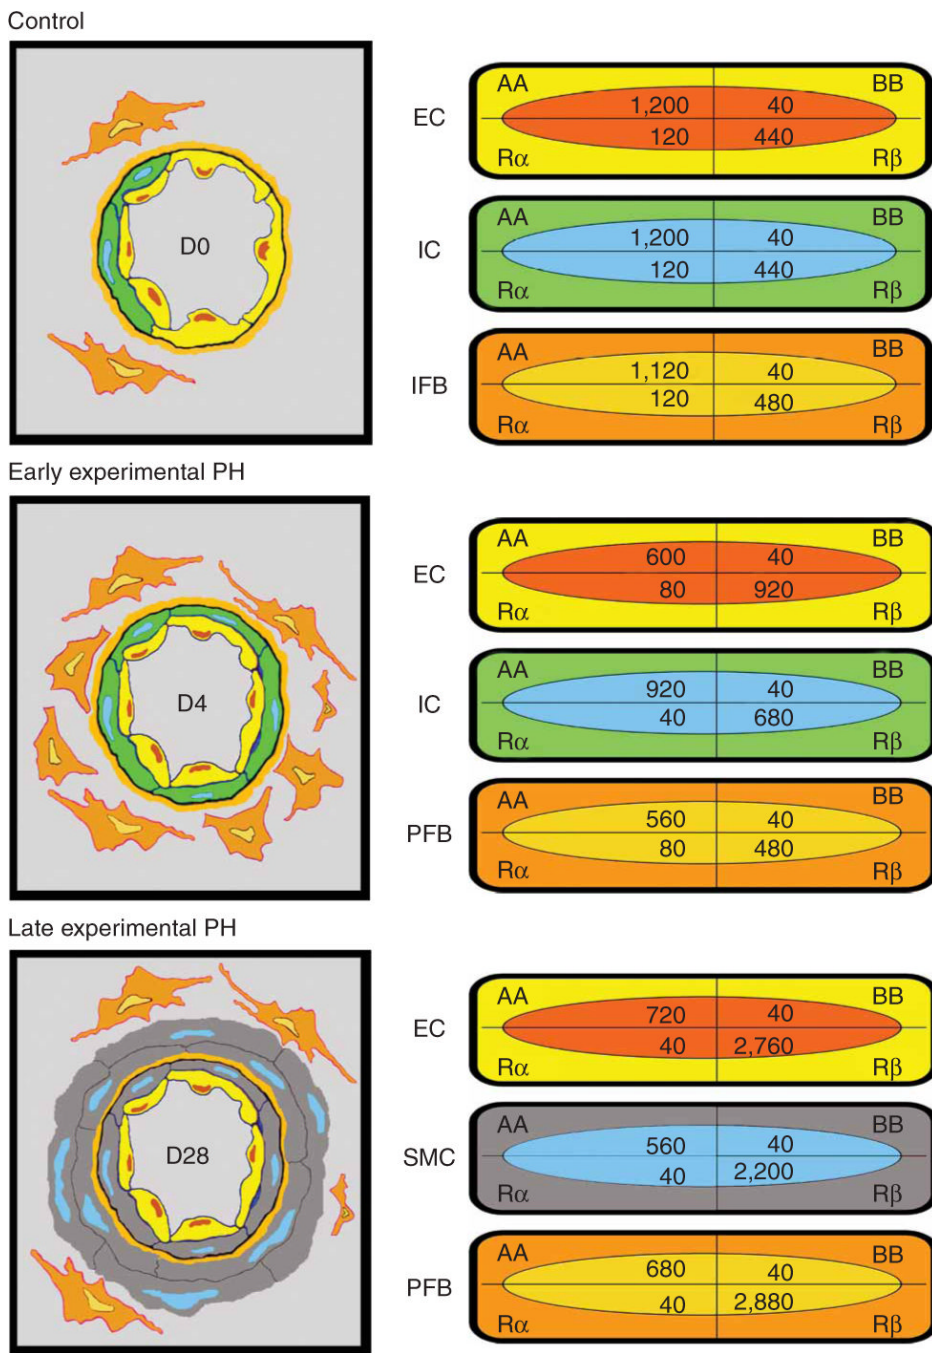 Control
D0
EC
AA
BB
1,200
40
120
440
Rα
Rβ
IC
AA
BB
1,200
40
120
440
Rα
Rβ
IFB
AA
BB
1,120
40
120
480
Rα
Rβ
Early experimental PH
D4
EC
AA
BB
600
40
80
920
Rα
Rβ
IC
AA
BB
920
40
40
680
Rα
Rβ
PFB
AA
BB
560
40
80
480
Rα
Rβ
Late experimental PH
D28
EC
AA
BB
720
40
40
2,760
Rα
Rβ
SMC
AA
BB
560
40
40
2,200
Rα
Rβ
PFB
AA
BB
680
40
40
2,880
Rα
Rβ